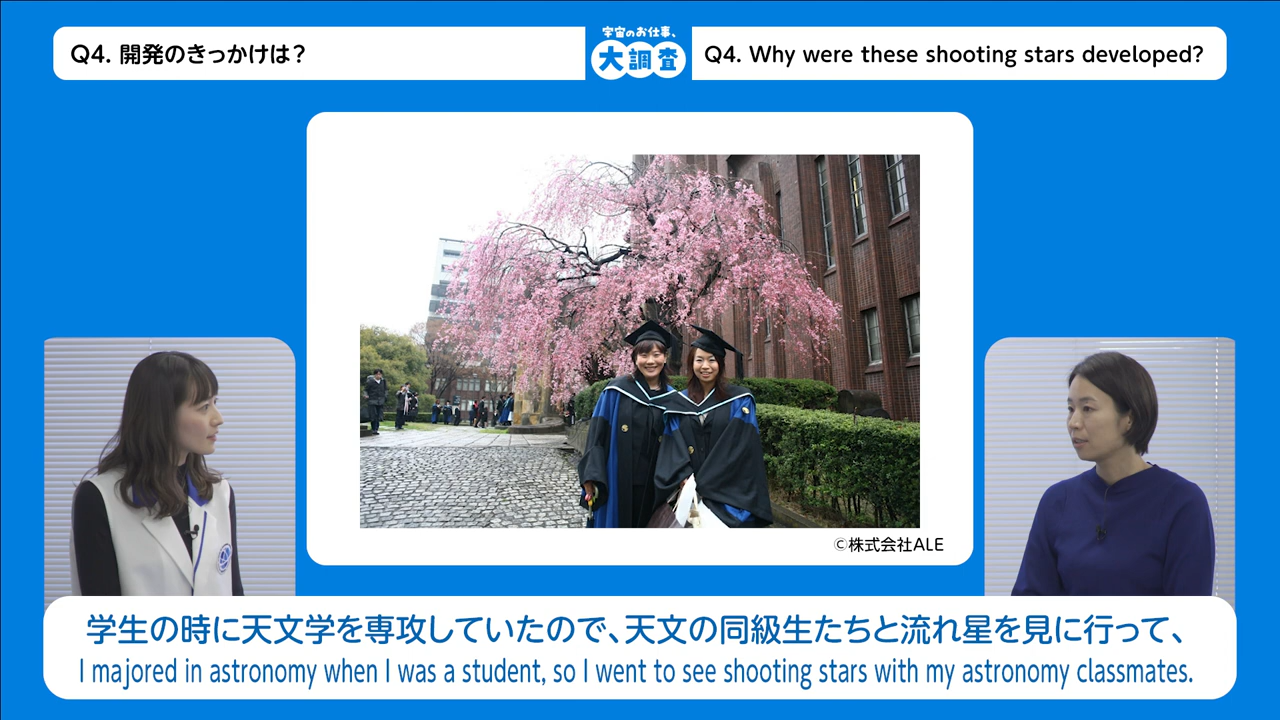 Q4. 開発のきっかけは？
宇宙のお仕事、
大調査
Q4. Why were these shooting stars developed?
©株式会社ALE
学生の時に天文学を専攻していたので、天文の同級生たちと流れ星を見に行って、
I majored in astronomy when I was a student, so I went to see shooting stars with my astronomy classmates.